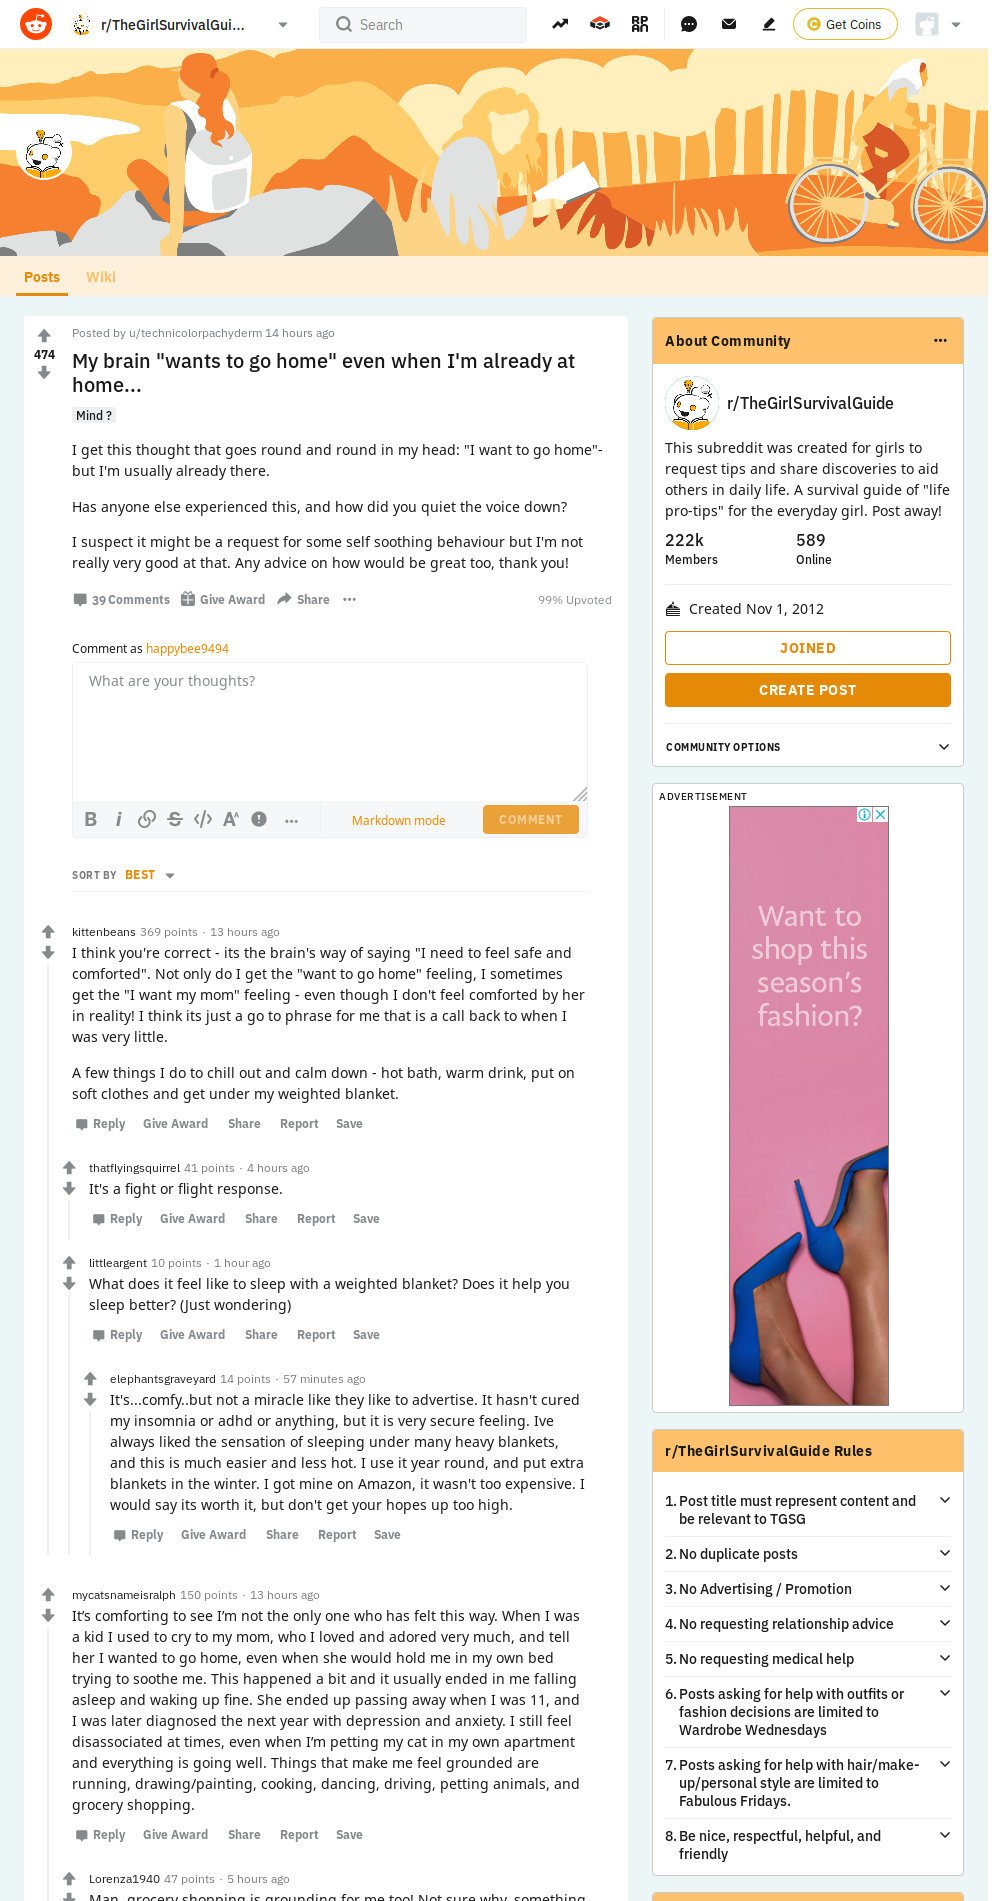 r/TheGirlSurvivalGui...
Search
Get Coins
Posts
Wiki
474
Posted by u/technicolorpachyderm 14 hours ago
My brain "wants to go home" even when I'm already at
home...
Mind ?
I get this thought that goes round and round in my head: "I want to go home"-
but I'm usually already there.
Has anyone else experienced this, and how did you quiet the voice down?
I suspect it might be a request for some self soothing behaviour but I'm not
really very good at that. Any advice on how would be great too, thank you!
39 Comments Give Award Share ... 99% Upvoted
Comment as happybee9494
What are your thoughts?
B i S </> A A ... Markdown mode COMMENT
SORT BY BEST
kittenbeans 369 points · 13 hours ago
I think you're correct - its the brain's way of saying "I need to feel safe and
comforted". Not only do I get the "want to go home" feeling, I sometimes
get the "I want my mom" feeling - even though I don't feel comforted by her
in reality! I think its just a go to phrase for me that is a call back to when I
was very little.
A few things I do to chill out and calm down - hot bath, warm drink, put on
soft clothes and get under my weighted blanket.
Reply Give Award Share Report Save
thatflyingsquirrel 41 points · 4 hours ago
It's a fight or flight response.
Reply Give Award Share Report Save
littleargent 10 points · 1 hour ago
What does it feel like to sleep with a weighted blanket? Does it help you
sleep better? (Just wondering)
Reply Give Award Share Report Save
elephantsgraveyard 14 points · 57 minutes ago
It's...comfy..but not a miracle like they like to advertise. It hasn't cured
my insomnia or adhd or anything, but it is very secure feeling. Ive
always liked the sensation of sleeping under many heavy blankets,
and this is much easier and less hot. I use it year round, and put extra
blankets in the winter. I got mine on Amazon, it wasn't too expensive. I
would say its worth it, but don't get your hopes up too high.
Reply Give Award Share Report Save
mycatsnameisralph 150 points · 13 hours ago
It’s comforting to see I’m not the only one who has felt this way. When I was
a kid I used to cry to my mom, who I loved and adored very much, and tell
her I wanted to go home, even when she would hold me in my own bed
trying to soothe me. This happened a bit and it usually ended in me falling
asleep and waking up fine. She ended up passing away when I was 11, and
I was later diagnosed the next year with depression and anxiety. I still feel
disassociated at times, even when I’m petting my cat in my own apartment
and everything is going well. Things that make me feel grounded are
running, drawing/painting, cooking, dancing, driving, petting animals, and
grocery shopping.
Reply Give Award Share Report Save
Lorenza1940 47 points · 5 hours ago
Man, grocery shopping is grounding for me too! Not sure why, something
About Community ...
r/TheGirlSurvivalGuide
This subreddit was created for girls to
request tips and share discoveries to aid
others in daily life. A survival guide of "life
pro-tips" for the everyday girl. Post away!
222k 589
Members Online
Created Nov 1, 2012
JOINED
CREATE POST
COMMUNITY OPTIONS
ADVERTISEMENT
Want to
shop this
season’s
fashion?
r/TheGirlSurvivalGuide Rules
1. Post title must represent content and
be relevant to TGSG
2. No duplicate posts
3. No Advertising / Promotion
4. No requesting relationship advice
5. No requesting medical help
6. Posts asking for help with outfits or
fashion decisions are limited to
Wardrobe Wednesdays
7. Posts asking for help with hair/make-
up/personal style are limited to
Fabulous Fridays.
8. Be nice, respectful, helpful, and
friendly